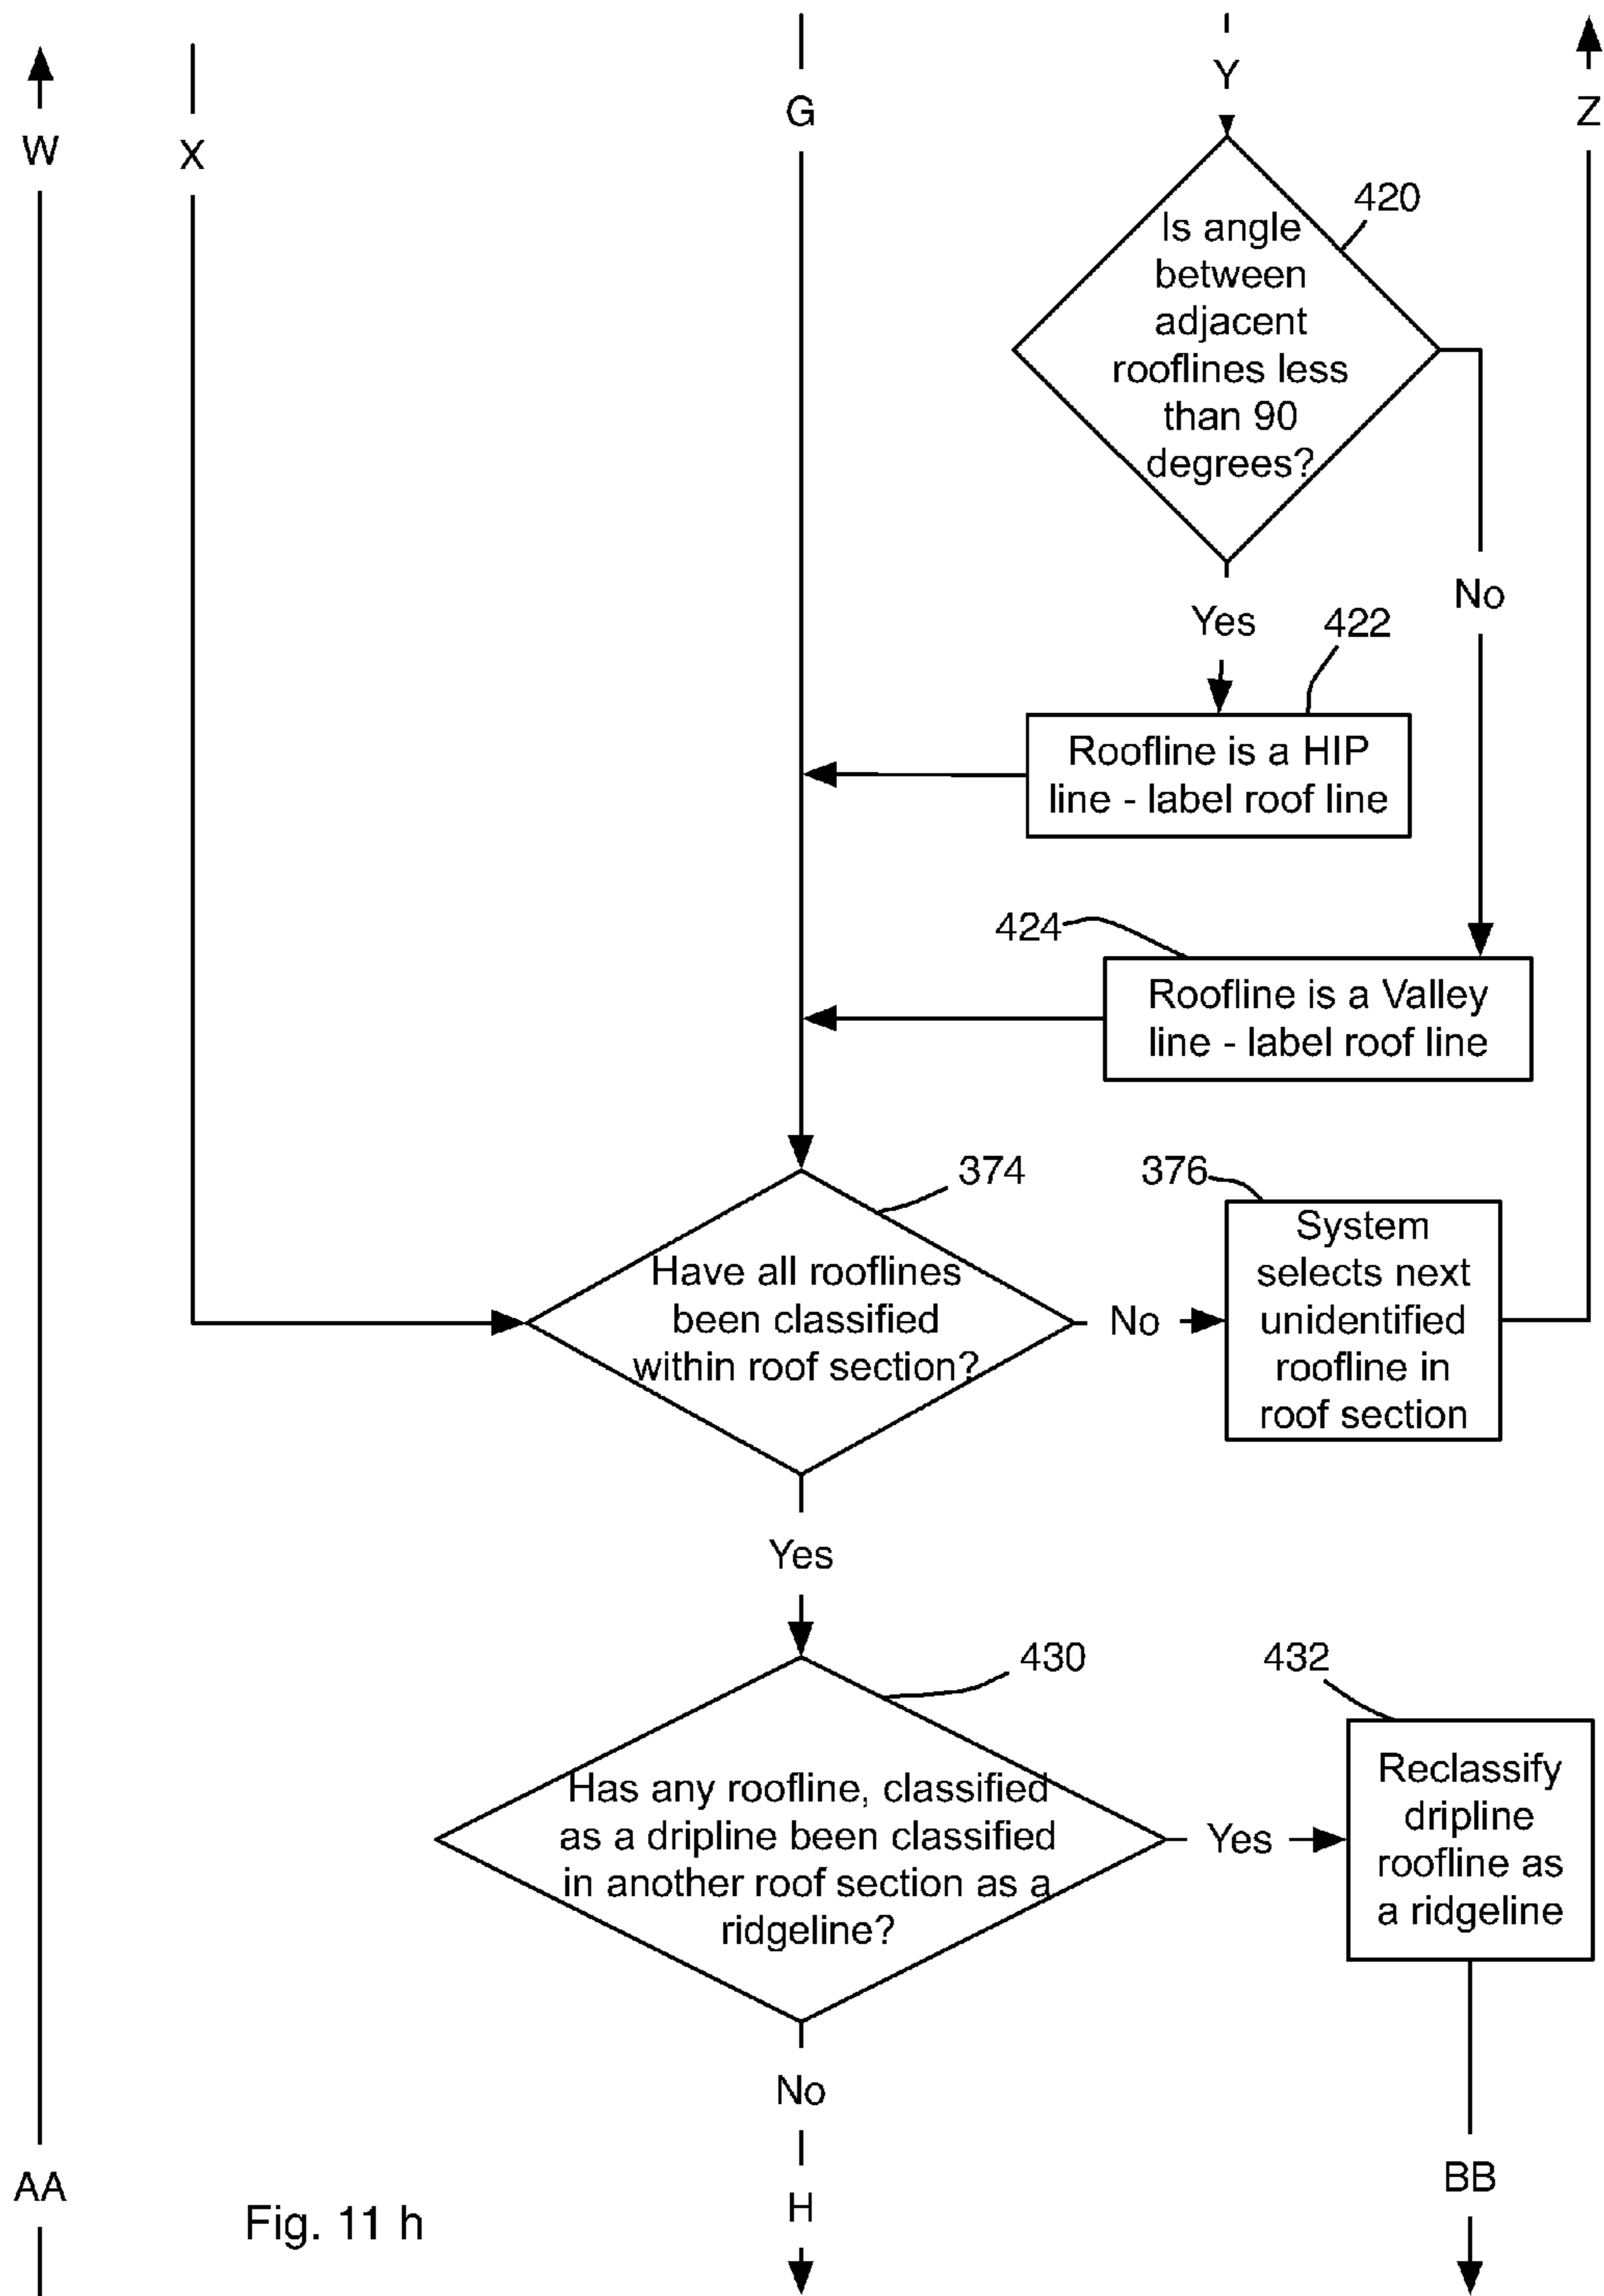 Y
G
Z
W
X
420
Is angle
between
adjacent
rooflines less
than 90
degrees?
No
Yes
422
Roofline is a HIP
line - label roof line
424
Roofline is a Valley
line - label roof line
374
376
Have all rooflines
been classified
within roof section?
No
System
selects next
unidentified
roofline in
roof section
Yes
430
432
Has any roofline, classified
as a dripline been classified
in another roof section as a
ridgeline?
Yes
Reclassify
dripline
roofline as
a ridgeline
No
AA
BB
H
Fig. 11 h